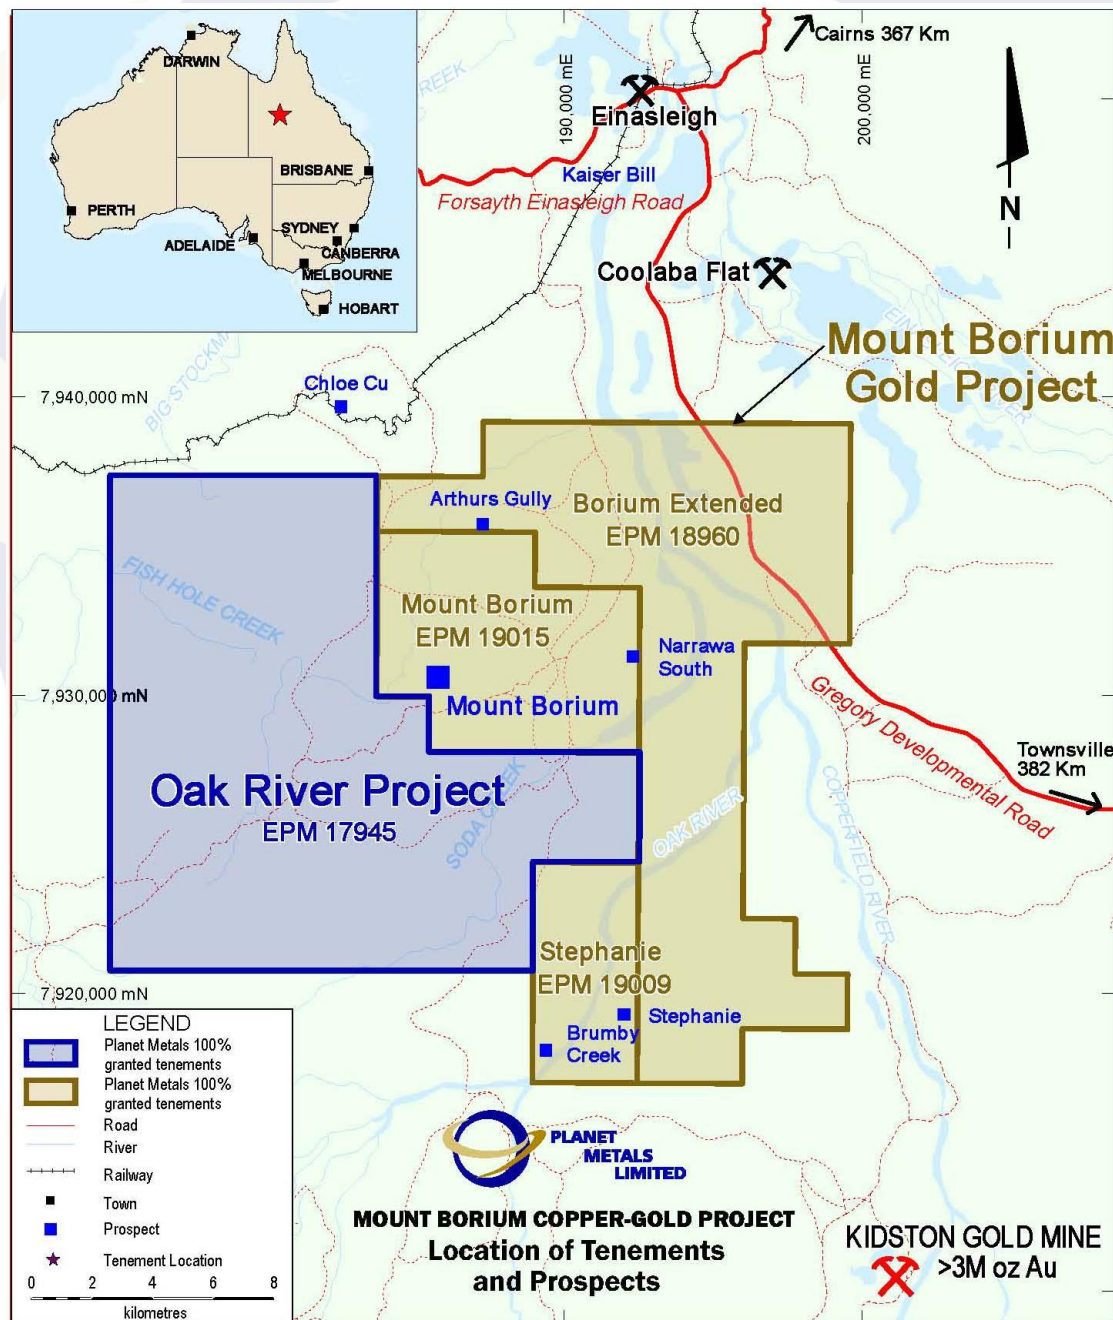 DARWIN
BRISBANE
PERTH
SYDNEY
ADELAIDE
CANBERRA
MELBOURNE
HOBART
CREEK
190,000 mE
200,000 mE
Cairns 367 Km
Einasleigh
Kaiser Bill
Forsayth Einasleigh Road
N
Coolaba Flat
Mount Borium
Gold Project
BIG STOCKMA
Chloe Cu
7,940,000 mN
Arthurs Gully
Borium Extended
EPM 18960
FISH HOLE CREEK
Mount Borium
EPM 19015
Narrawa
South
7,930,000 mN
Mount Borium
Gregory Developmental Road
Townsville
382 Km
Oak River Project
EPM 17945
SODA CREEK
OAK RIVER
COPPERFIELD RIVER
Stephanie
EPM 19009
7,920,000 mN
Stephanie
Brumby
Creek
LEGEND
Planet Metals 100%
granted tenements
Planet Metals 100%
granted tenements
Road
River
Railway
Town
Prospect
Tenement Location
0 2 4 6 8
kilometres
PLANET
METALS
LIMITED
MOUNT BORIUM COPPER-GOLD PROJECT
Location of Tenements
and Prospects
KIDSTON GOLD MINE
>3M oz Au